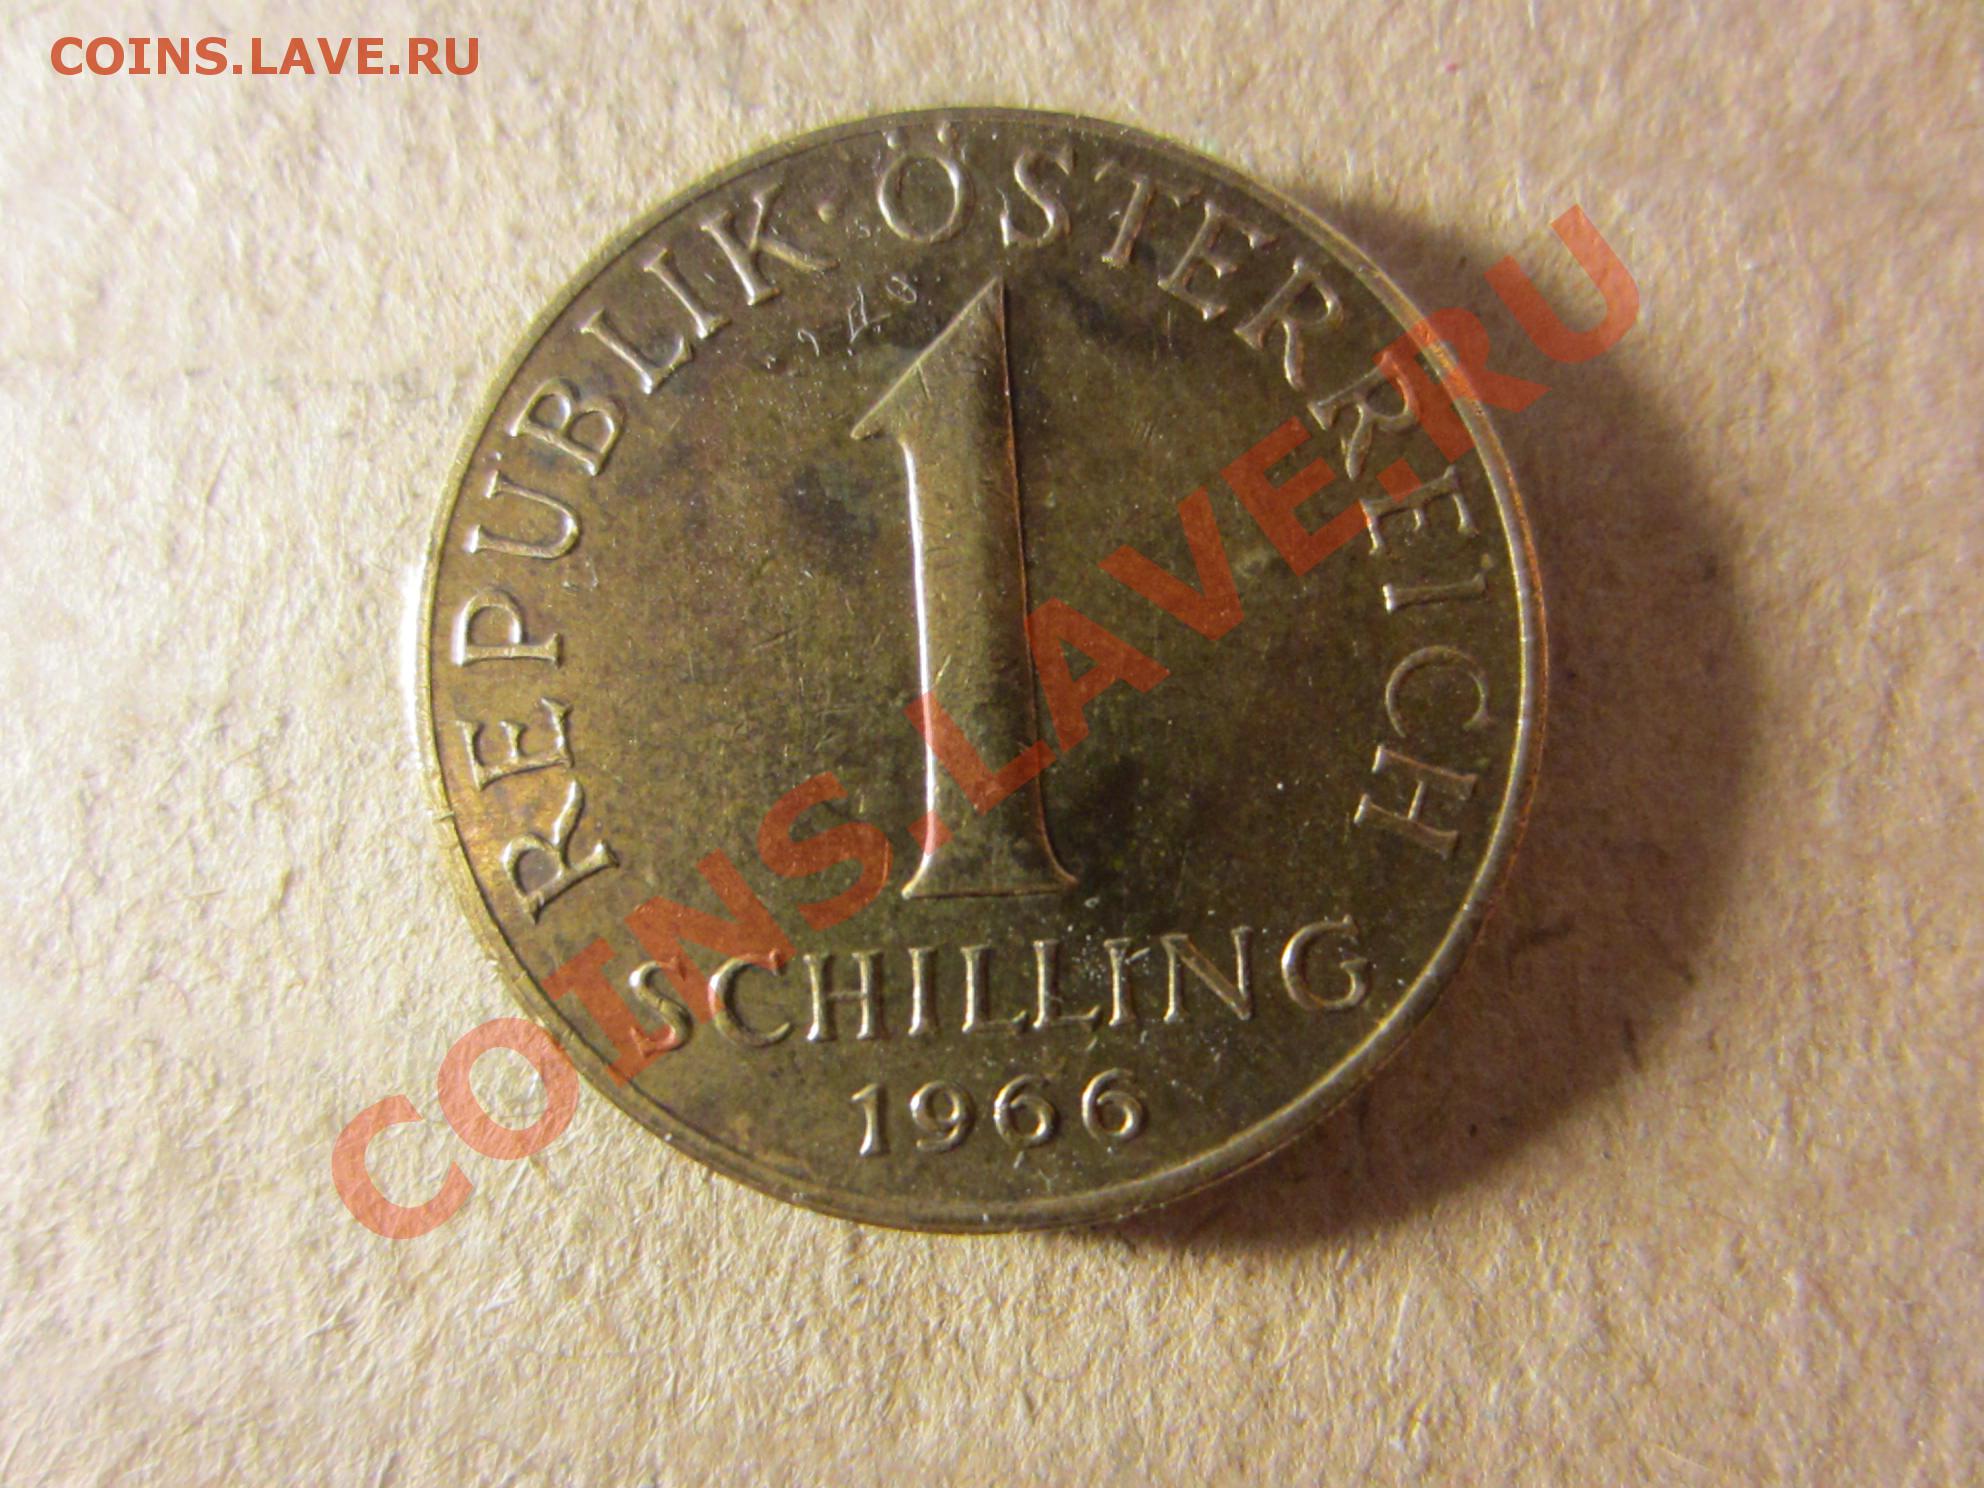 COINS.LAVE.RU
REPUBLIK · ÖSTERREICH
1
SCHILLING
1966
COINS.LAVE.RU